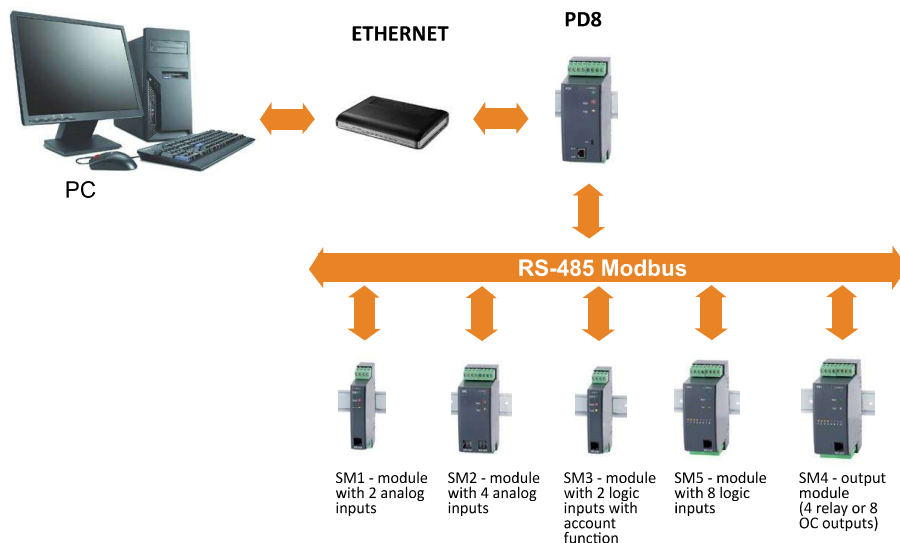 ETHERNET
PD8
PC
RS-485 Modbus
SM1 - module
with 2 analog
inputs
SM2 - module
with 4 analog
inputs
SM3 - module
with 2 logic
inputs with
account
function
SM5 - module
with 8 logic
inputs
SM4 - output
module
(4 relay or 8
OC outputs)